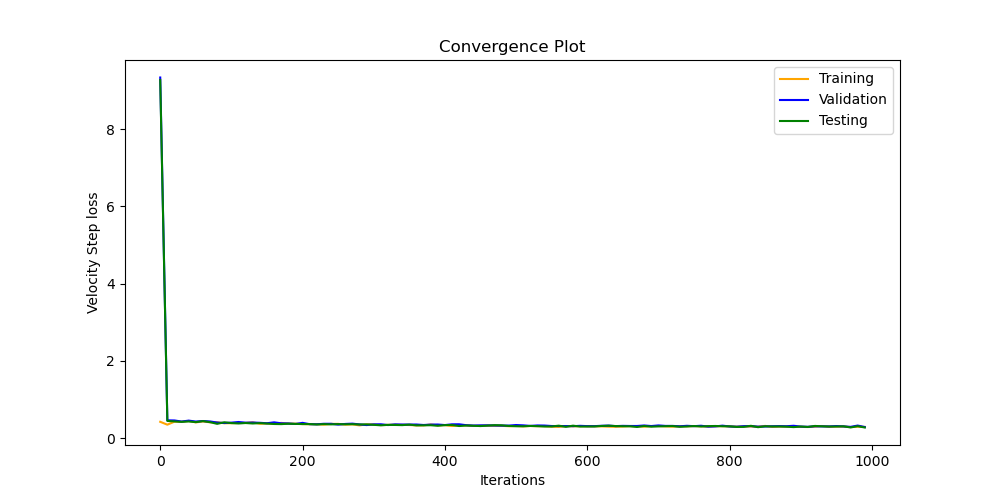 Convergence Plot
Training
Validation
Testing
Velocity Step loss
8
6
4
2
0
0 200 400 600 800 1000
Iterations